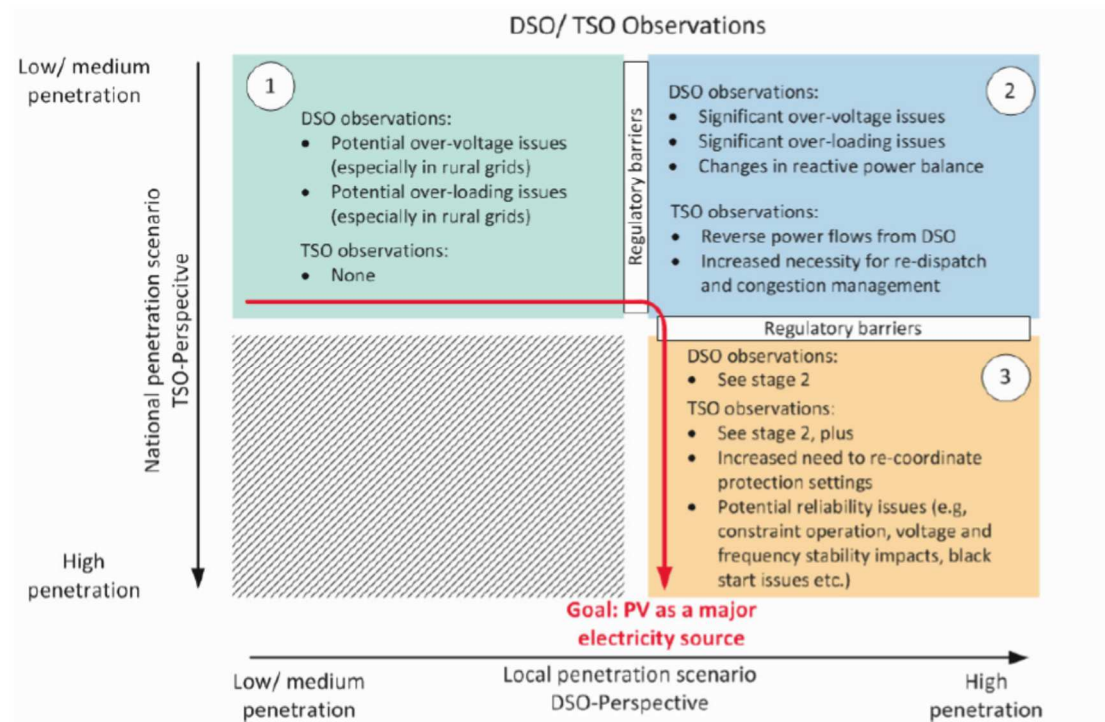 DSO/ TSO Observations
Low/ medium
penetration
National penetration scenario
TSO-Perspecitve
High
penetration
1
DSO observations:
• Potential over-voltage issues
(especially in rural grids)
• Potential over-loading issues
(especially in rural grids)
TSO observations:
• None
Regulatory barriers
2
DSO observations:
• Significant over-voltage issues
• Significant over-loading issues
• Changes in reactive power balance
TSO observations:
• Reverse power flows from DSO
• Increased necessity for re-dispatch
and congestion management
Regulatory barriers
3
DSO observations:
• See stage 2
TSO observations:
• See stage 2, plus
• Increased need to re-coordinate
protection settings
• Potential reliability issues (e.g,
constraint operation, voltage and
frequency stability impacts, black
start issues etc.)
Goal: PV as a major
electricity source
Low/ medium
penetration
Local penetration scenario
DSO-Perspective
High
penetration